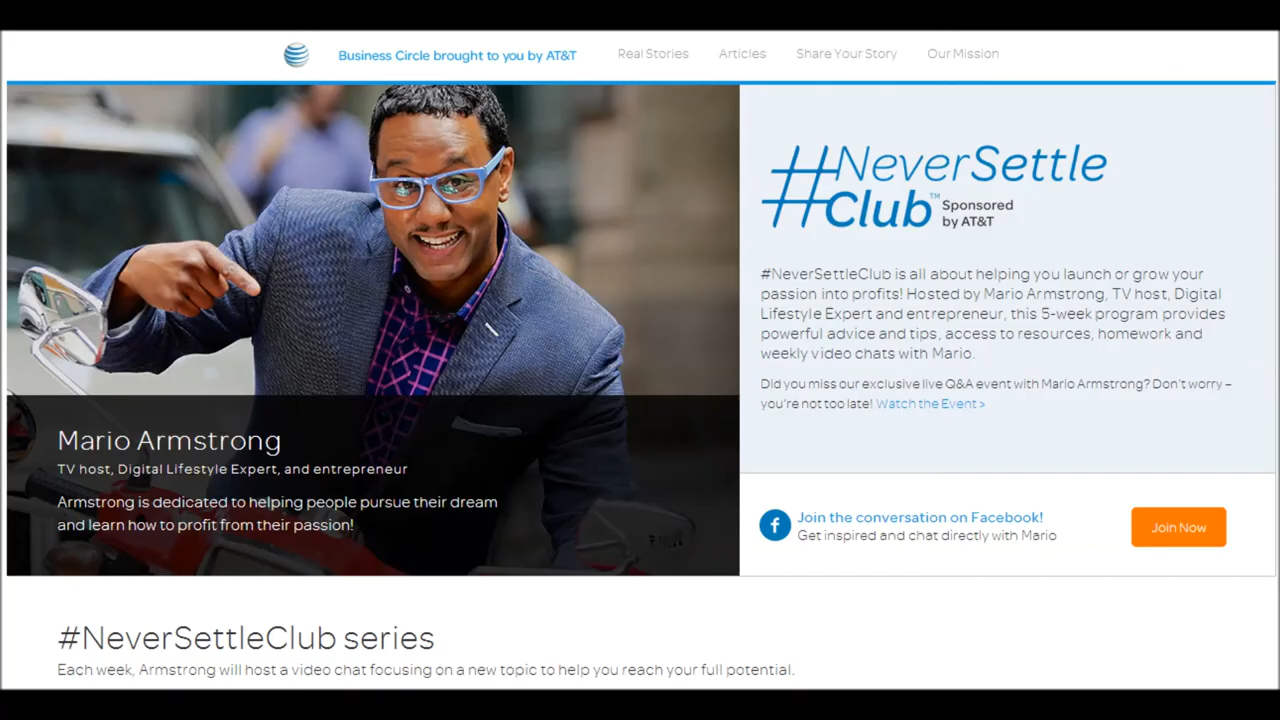 Business Circle brought to you by AT&T
Real Stories
Articles
Share Your Story
Our Mission
#NeverSettle
Club™ Sponsored
by AT&T
#NeverSettleClub is all about helping you launch or grow your
passion into profits! Hosted by Mario Armstrong, TV host, Digital
Lifestyle Expert and entrepreneur, this 5-week program provides
powerful advice and tips, access to resources, homework and
weekly video chats with Mario.
Did you miss our exclusive live Q&A event with Mario Armstrong? Don't worry –
you're not too late! Watch the Event >
Mario Armstrong
TV host, Digital Lifestyle Expert, and entrepreneur
Armstrong is dedicated to helping people pursue their dream
and learn how to profit from their passion!
f
Join the conversation on Facebook!
Get inspired and chat directly with Mario
Join Now
#NeverSettleClub series
Each week, Armstrong will host a video chat focusing on a new topic to help you reach your full potential.